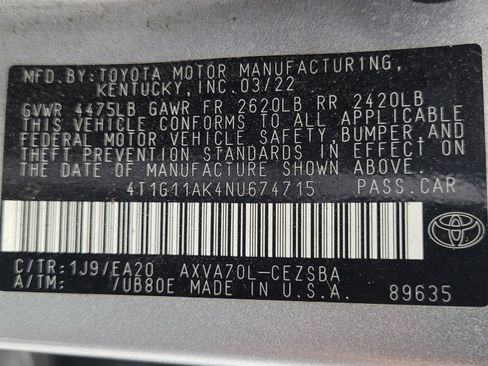 MFD.BY:TOYOTA MOTOR MANUFACTURING,
KENTUCKY, INC. 03/22
GVWR 4475LB GAWR FR 2620LB RR 2420LB
THIS VEHICLE CONFORMS TO ALL APPLICABLE
FEDERAL MOTOR VEHICLE SAFETY, BUMPER, AND
THEFT PREVENTION STANDARDS IN EFFECT ON
THE DATE OF MANUFACTURE SHOWN ABOVE.
4T1G11AK4NU674715 PASS.CAR
C/TR:1J9/EA20 AXVA70L-CEZSBA
A/TM: /UB80E MADE IN U.S.A. 89635
TOYOTA